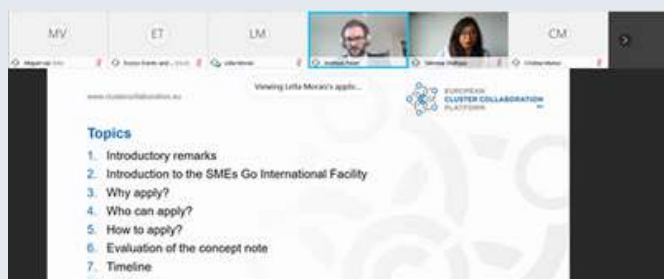 MV
ET
LM
CM
Viewing Lella Morais's applic...
www.clustercollaboration.eu
EUROPEAN
CLUSTER COLLABORATION
PLATFORM
Topics
1. Introductory remarks
2. Introduction to the SMEs Go International Facility
3. Why apply?
4. Who can apply?
5. How to apply?
6. Evaluation of the concept note
7. Timeline